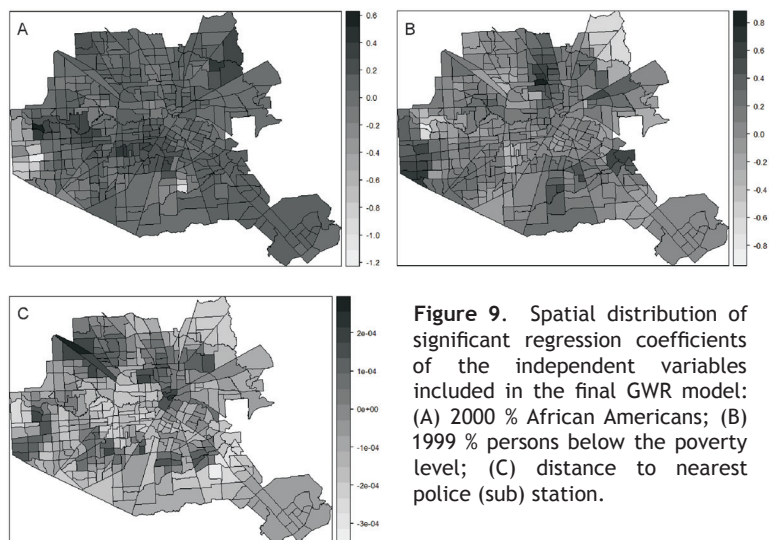 A
0.6
0.4
0.2
0.0
-0.2
-0.4
-0.6
-0.8
-1.0
-1.2
B
0.8
0.6
0.4
0.2
0.0
-0.2
-0.4
-0.6
-0.8
C
2e-04
1e-04
0e+00
-1e-04
-2e-04
-3e-04
Figure 9. Spatial distribution of
significant regression coefficients
of the independent variables
included in the final GWR model:
(A) 2000 % African Americans; (B)
1999 % persons below the poverty
level; (C) distance to nearest
police (sub) station.